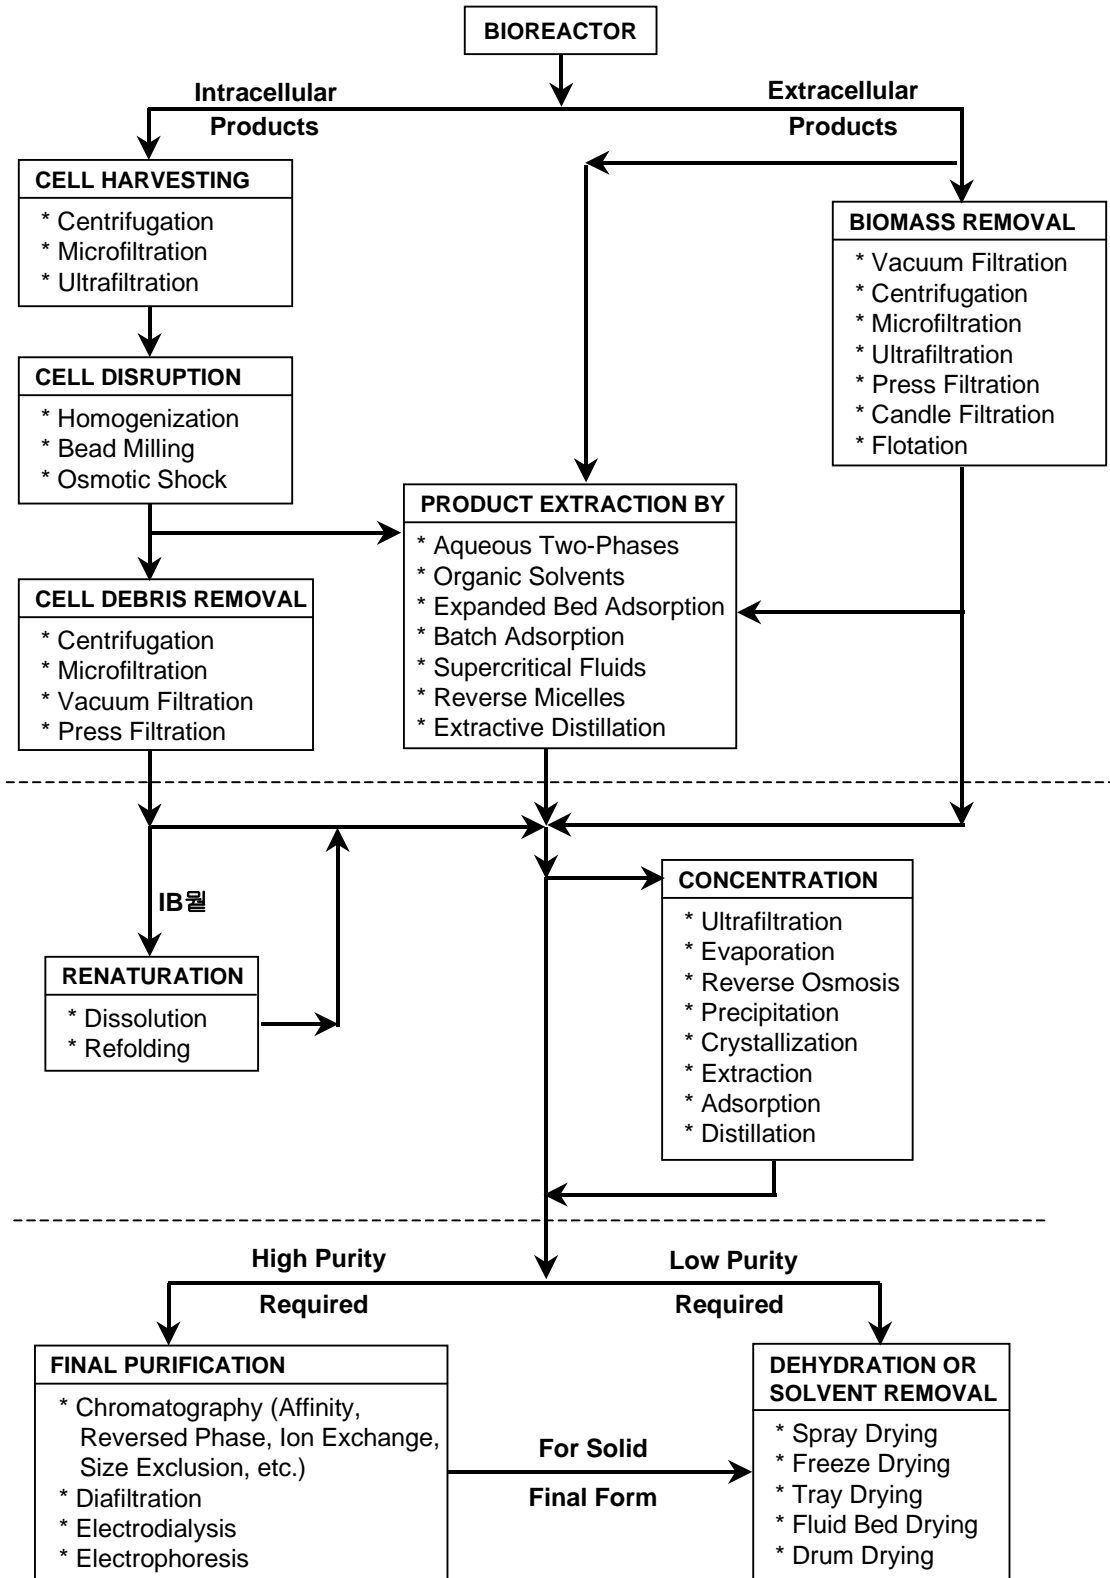 BIOREACTOR
Intracellular
Products
Extracellular
Products
CELL HARVESTING
* Centrifugation
* Microfiltration
* Ultrafiltration
BIOMASS REMOVAL
* Vacuum Filtration
* Centrifugation
* Microfiltration
* Ultrafiltration
* Press Filtration
* Candle Filtration
* Flotation
CELL DISRUPTION
* Homogenization
* Bead Milling
* Osmotic Shock
PRODUCT EXTRACTION BY
* Aqueous Two-Phases
* Organic Solvents
* Expanded Bed Adsorption
* Batch Adsorption
* Supercritical Fluids
* Reverse Micelles
* Extractive Distillation
CELL DEBRIS REMOVAL
* Centrifugation
* Microfiltration
* Vacuum Filtration
* Press Filtration
IB
RENATURATION
* Dissolution
* Refolding
CONCENTRATION
* Ultrafiltration
* Evaporation
* Reverse Osmosis
* Precipitation
* Crystallization
* Extraction
* Adsorption
* Distillation
High Purity
Required
Low Purity
Required
FINAL PURIFICATION
* Chromatography (Affinity,
Reversed Phase, Ion Exchange,
Size Exclusion, etc.)
* Diafiltration
* Electrodialysis
* Electrophoresis
For Solid
Final Form
DEHYDRATION OR
SOLVENT REMOVAL
* Spray Drying
* Freeze Drying
* Tray Drying
* Fluid Bed Drying
* Drum Drying